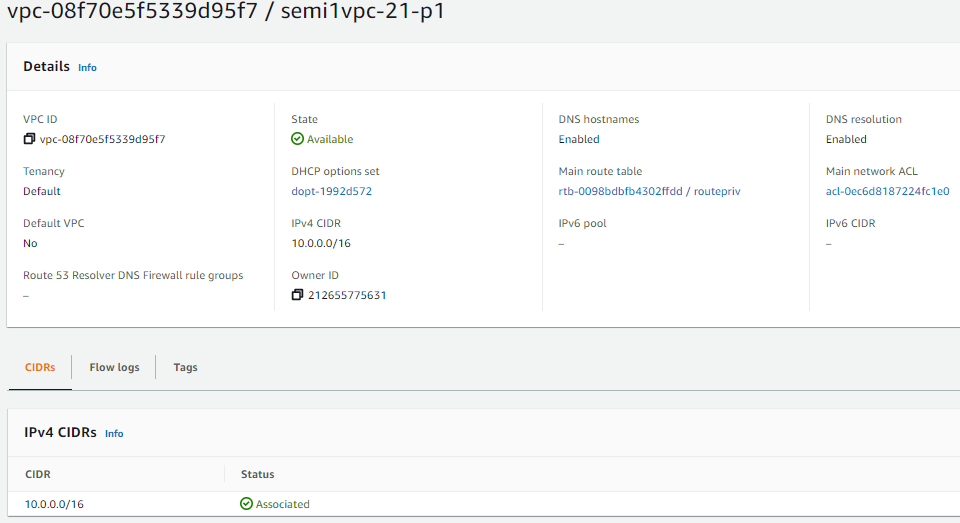 vpc-08f70e5f5339d95f7 / semi1vpc-21-p1
Details Info
VPC ID
vpc-08f70e5f5339d95f7
State
Available
DNS hostnames
Enabled
DNS resolution
Enabled
Tenancy
Default
DHCP options set
dopt-1992d572
Main route table
rtb-0098bdbfb4302ffdd / routepriv
Main network ACL
acl-0ec6d8187224fc1e0
Default VPC
No
IPv4 CIDR
10.0.0.0/16
IPv6 pool
–
IPv6 CIDR
–
Route 53 Resolver DNS Firewall rule groups
–
Owner ID
212655775631
CIDRs Flow logs Tags
IPv4 CIDRs Info
CIDR Status
10.0.0.0/16 Associated